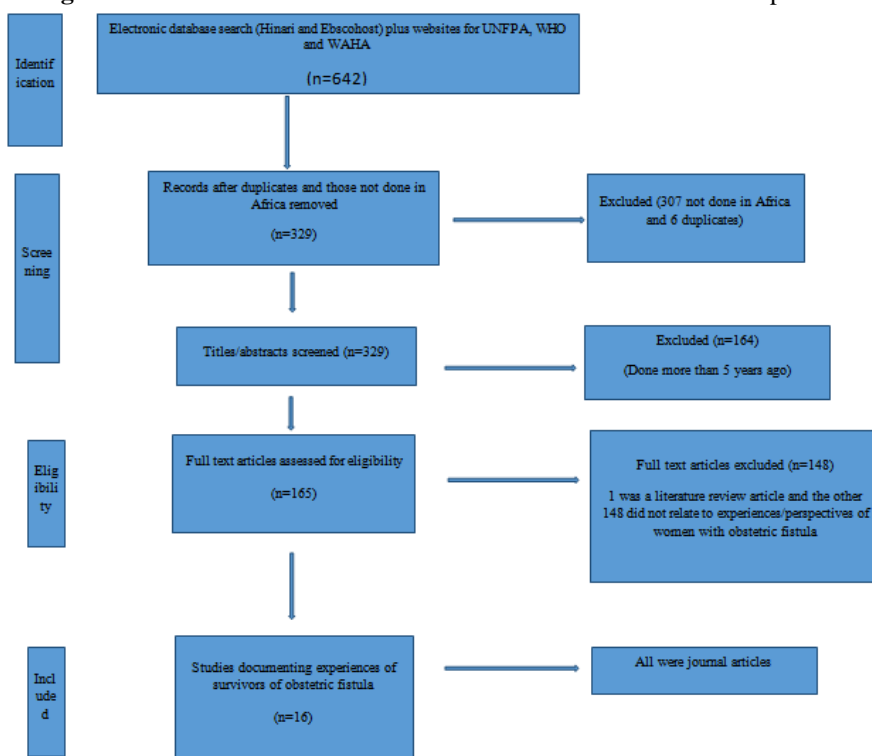 Electronic database search (Hinari and Ebscohost) plus websites for UNFPA, WHO
and WAHA
(n=642)
Identif
ication
Records after duplicates and those not done in
Africa removed
(n=329)
Excluded (307 not done in Africa
and 6 duplicates)
Scree
ning
Titles/abstracts screened (n=329)
Excluded (n=164)
(Done more than 5 years ago)
Full text articles assessed for eligibility
(n=165)
Full text articles excluded (n=148)
1 was a literature review article and the other
148 did not relate to experiences/perspectives of
women with obstetric fistula
Elig
ibili
ty
Studies documenting experiences of
survivors of obstetric fistula
(n=16)
All were journal articles
Inclu
ude
d